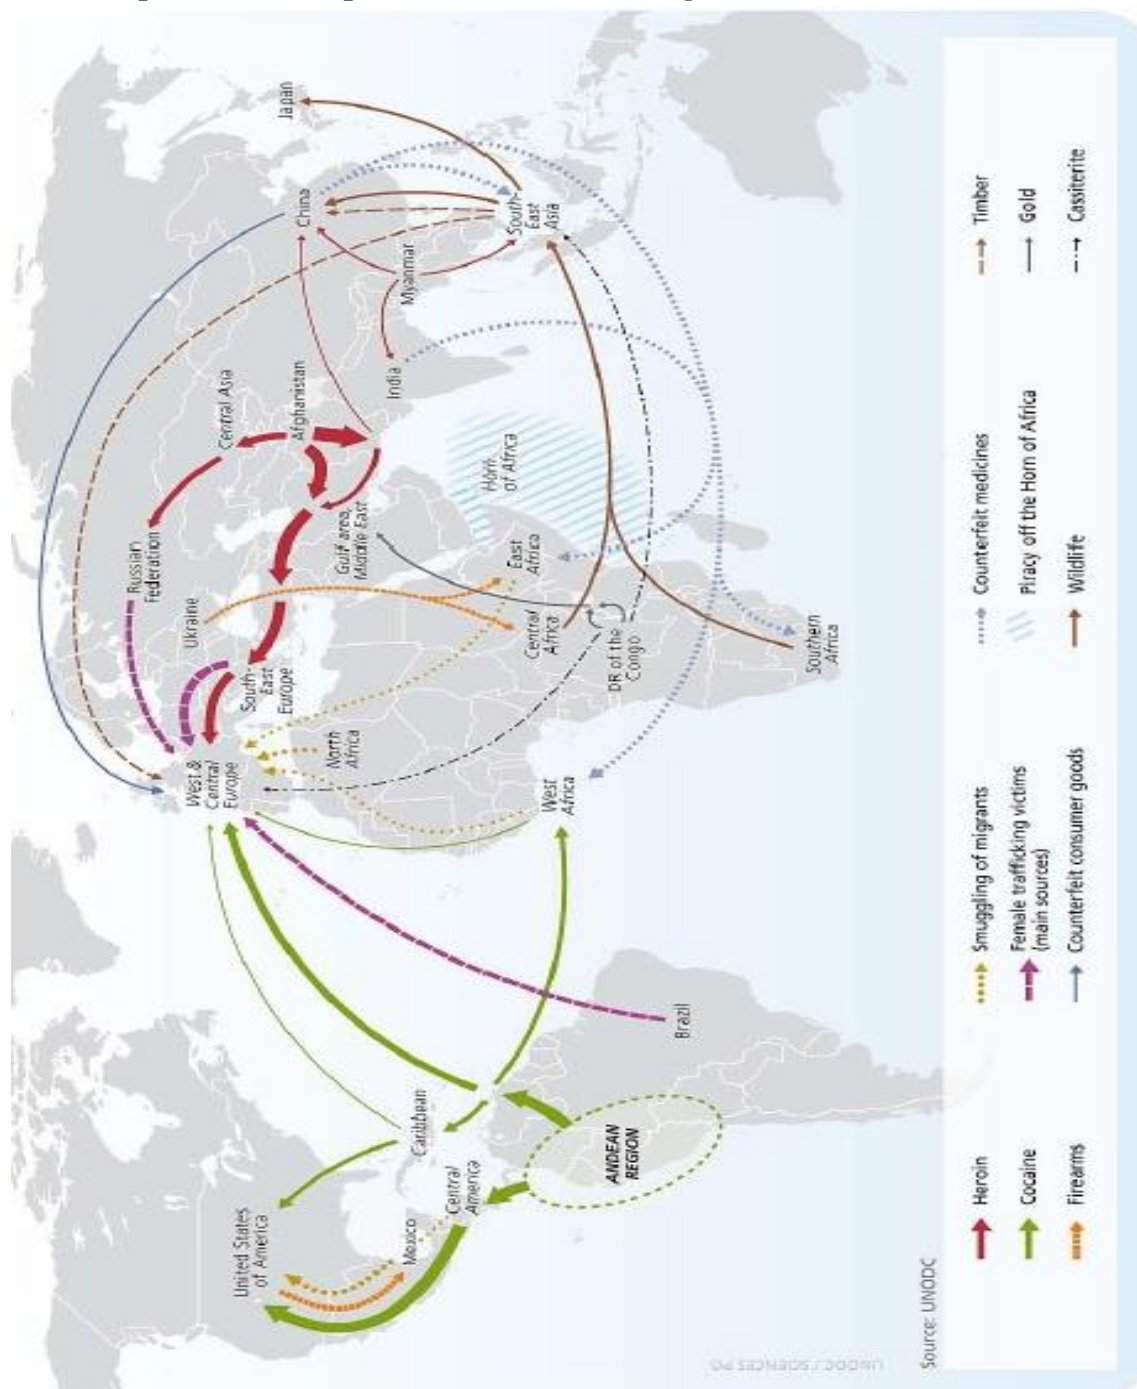 United States
of America
Mexico
Central
America
Caribbean
ANDEAN
REGION
Brazil
West &
Central
Europe
South-
East
Europe
Ukraine
Russian
Federation
North
Africa
West
Africa
Central
Africa
East
Africa
DR of the
Congo
Southern
Africa
Gulf area,
Middle East
Horn
of Africa
Central Asia
Afghanistan
India
Myanmar
China
South-
East
Asia
Japan
Source: UNODC
Heroin
Cocaine
Firearms
Smuggling of migrants
Female trafficking victims
(main sources)
Counterfeit consumer goods
Counterfeit medicines
Piracy off the Horn of Africa
Wildlife
Timber
Gold
Cassiterite
UNODC / SCIENCES PO